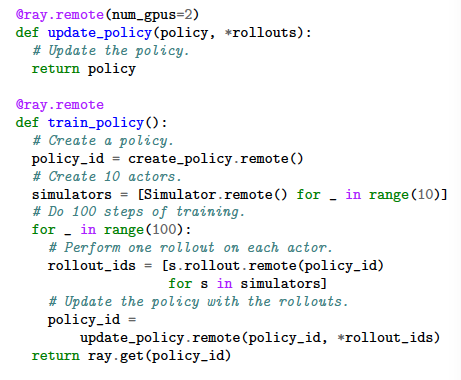 @ray.remote(num_gpus=2)
def update_policy(policy, *rollouts):
  # Update the policy.
  return policy

@ray.remote
def train_policy():
  # Create a policy.
  policy_id = create_policy.remote()
  # Create 10 actors.
  simulators = [Simulator.remote() for _ in range(10)]
  # Do 100 steps of training.
  for _ in range(100):
    # Perform one rollout on each actor.
    rollout_ids = [s.rollout.remote(policy_id)
                   for s in simulators]
    # Update the policy with the rollouts.
    policy_id =
        update_policy.remote(policy_id, *rollout_ids)
  return ray.get(policy_id)